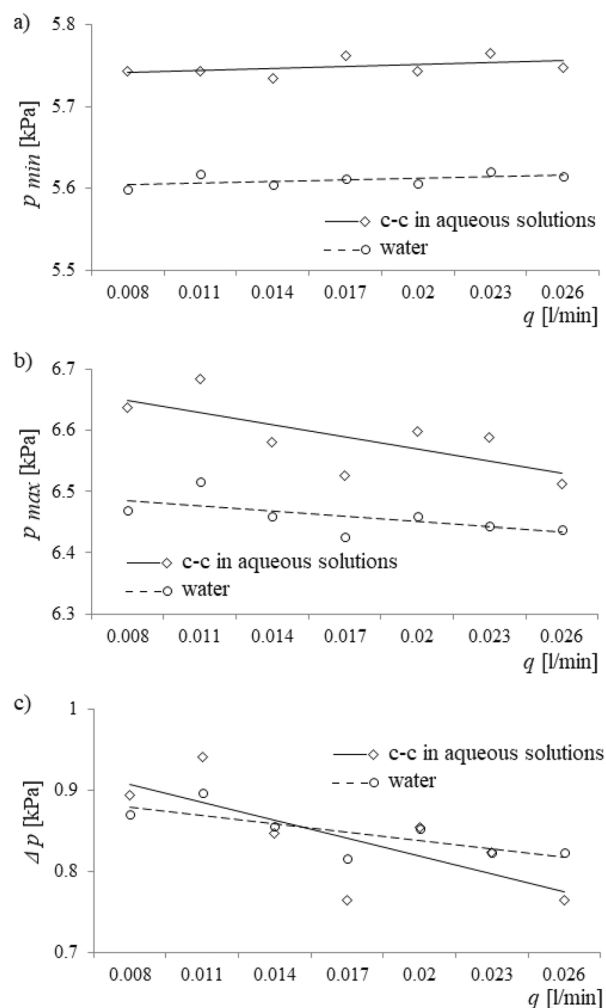 a)
5.8
5.7
5.6
5.5
p min [kPa]
c-c in aqueous solutions
water
0.008 0.011 0.014 0.017 0.02 0.023 0.026
q [l/min]
b)
6.7
6.6
6.5
6.4
6.3
p max [kPa]
c-c in aqueous solutions
water
0.008 0.011 0.014 0.017 0.02 0.023 0.026
q [l/min]
c)
1
0.9
0.8
0.7
Δp [kPa]
c-c in aqueous solutions
water
0.008 0.011 0.014 0.017 0.02 0.023 0.026
q [l/min]